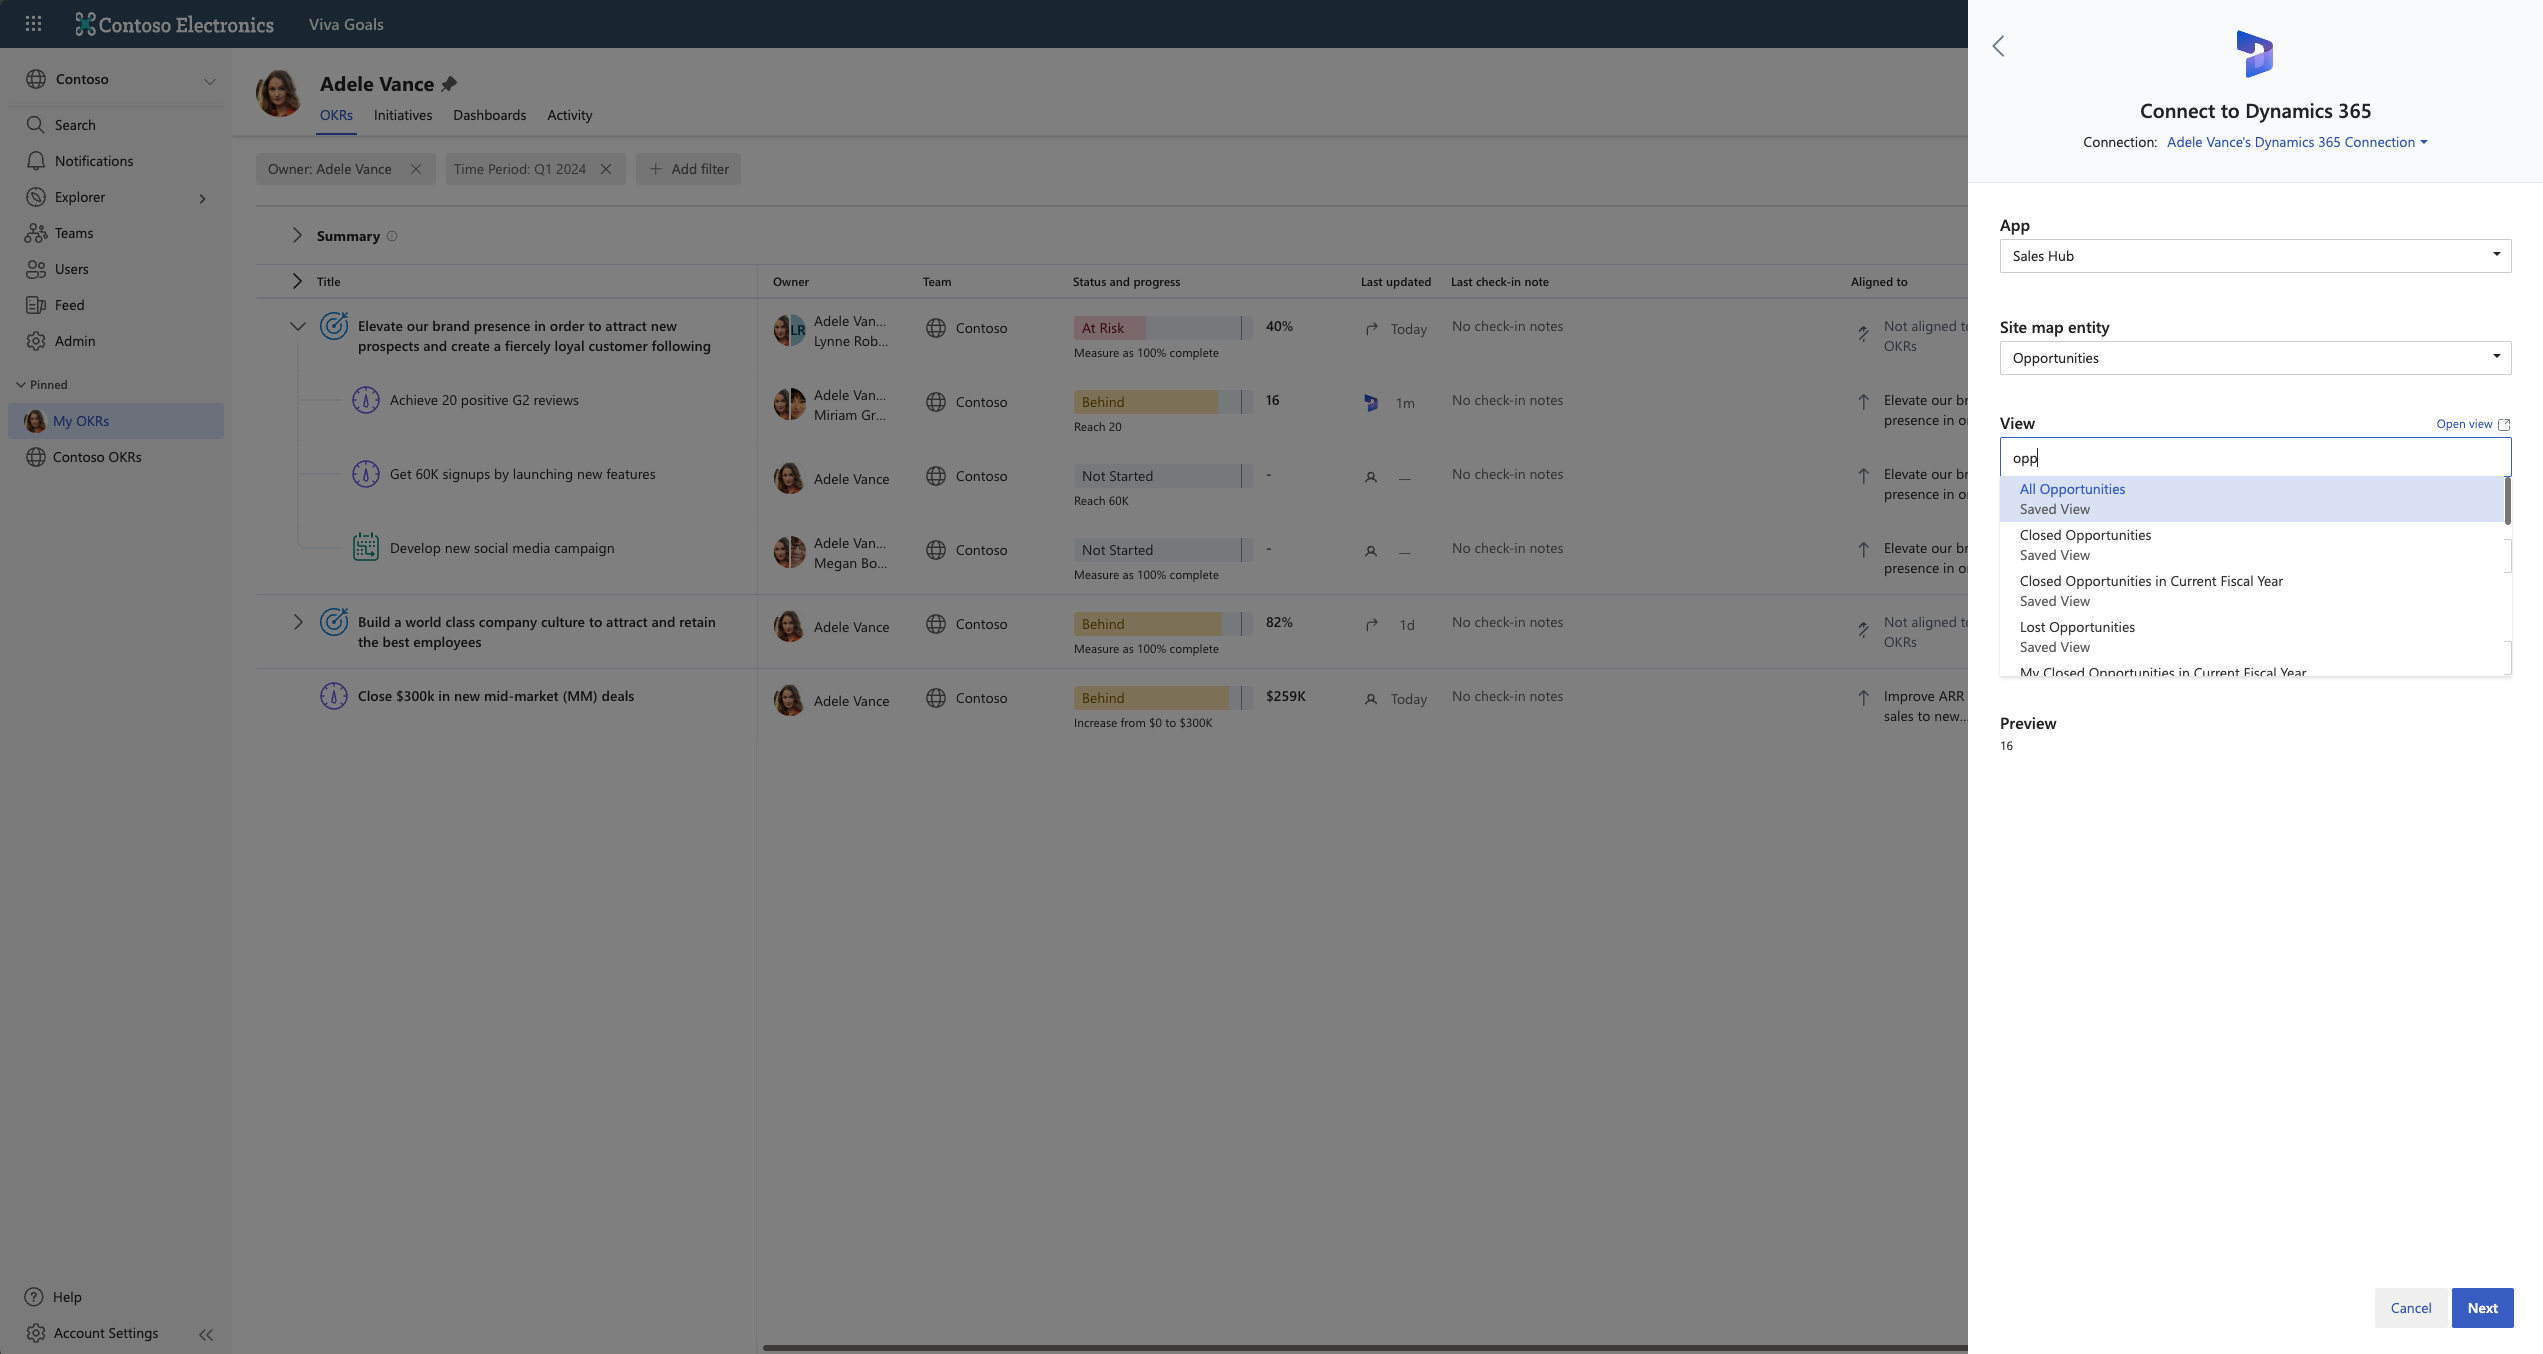 Contoso Electronics
Viva Goals
Contoso
Search
Notifications
Explorer
Teams
Users
Feed
Admin
Pinned
My OKRs
Contoso OKRs
Help
Account Settings
Adele Vance
OKRs Initiatives Dashboards Activity
Owner: Adele Vance Time Period: Q1 2024 Add filter
Summary
Title Owner Team Status and progress Last updated Last check-in note Aligned to
Elevate our brand presence in order to attract new
prospects and create a fiercely loyal customer following
LR
Adele Van...
Lynne Rob...
Contoso
At Risk 40%
Measure as 100% complete
Today
No check-in notes
Not aligned to
OKRs
Achieve 20 positive G2 reviews
Adele Van...
Miriam Gr...
Contoso
Behind 16
Reach 20
1m
No check-in notes
Elevate our br
presence in o
Get 60K signups by launching new features
Adele Vance
Contoso
Not Started -
Reach 60K
—
No check-in notes
Elevate our br
presence in o
Develop new social media campaign
Adele Van...
Megan Bo...
Contoso
Not Started -
Measure as 100% complete
—
No check-in notes
Elevate our br
presence in o
Build a world class company culture to attract and retain
the best employees
Adele Vance
Contoso
Behind 82%
Measure as 100% complete
1d
No check-in notes
Not aligned to
OKRs
Close $300k in new mid-market (MM) deals
Adele Vance
Contoso
Behind $259K
Increase from $0 to $300K
Today
No check-in notes
Improve ARR
sales to new...
Connect to Dynamics 365
Connection: Adele Vance's Dynamics 365 Connection
App
Sales Hub
Site map entity
Opportunities
View Open view
opp
All Opportunities
Saved View
Closed Opportunities
Saved View
Closed Opportunities in Current Fiscal Year
Saved View
Lost Opportunities
Saved View
My Closed Opportunities in Current Fiscal Year
Preview
16
Cancel Next